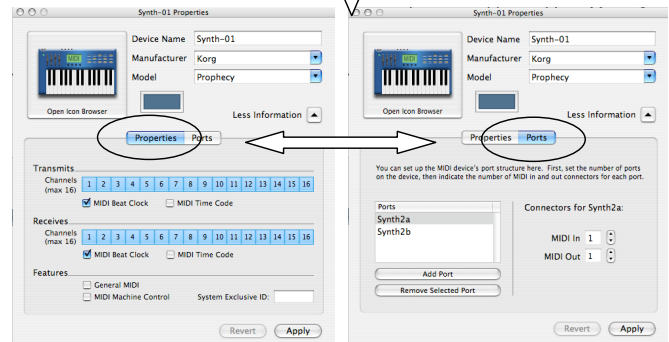 Synth-01 Properties
Device Name Synth-01
Manufacturer Korg
Model Prophecy
MIDI
Open Icon Browser
Less Information
Properties Ports
Transmits
Channels (max 16) 1 2 3 4 5 6 7 8 9 10 11 12 13 14 15 16
MIDI Beat Clock MIDI Time Code
Receives
Channels (max 16) 1 2 3 4 5 6 7 8 9 10 11 12 13 14 15 16
MIDI Beat Clock MIDI Time Code
Features
General MIDI
MIDI Machine Control System Exclusive ID:
Revert Apply
Synth-01 Properties
Device Name Synth-01
Manufacturer Korg
Model Prophecy
MIDI
Open Icon Browser
Less Information
Properties Ports
You can set up the MIDI device's port structure here. First, set the number of ports
on the device, then indicate the number of MIDI in and out connectors for each port.
Ports
Synth2a
Synth2b
Add Port
Remove Selected Port
Connectors for Synth2a:
MIDI In 1
MIDI Out 1
Revert Apply